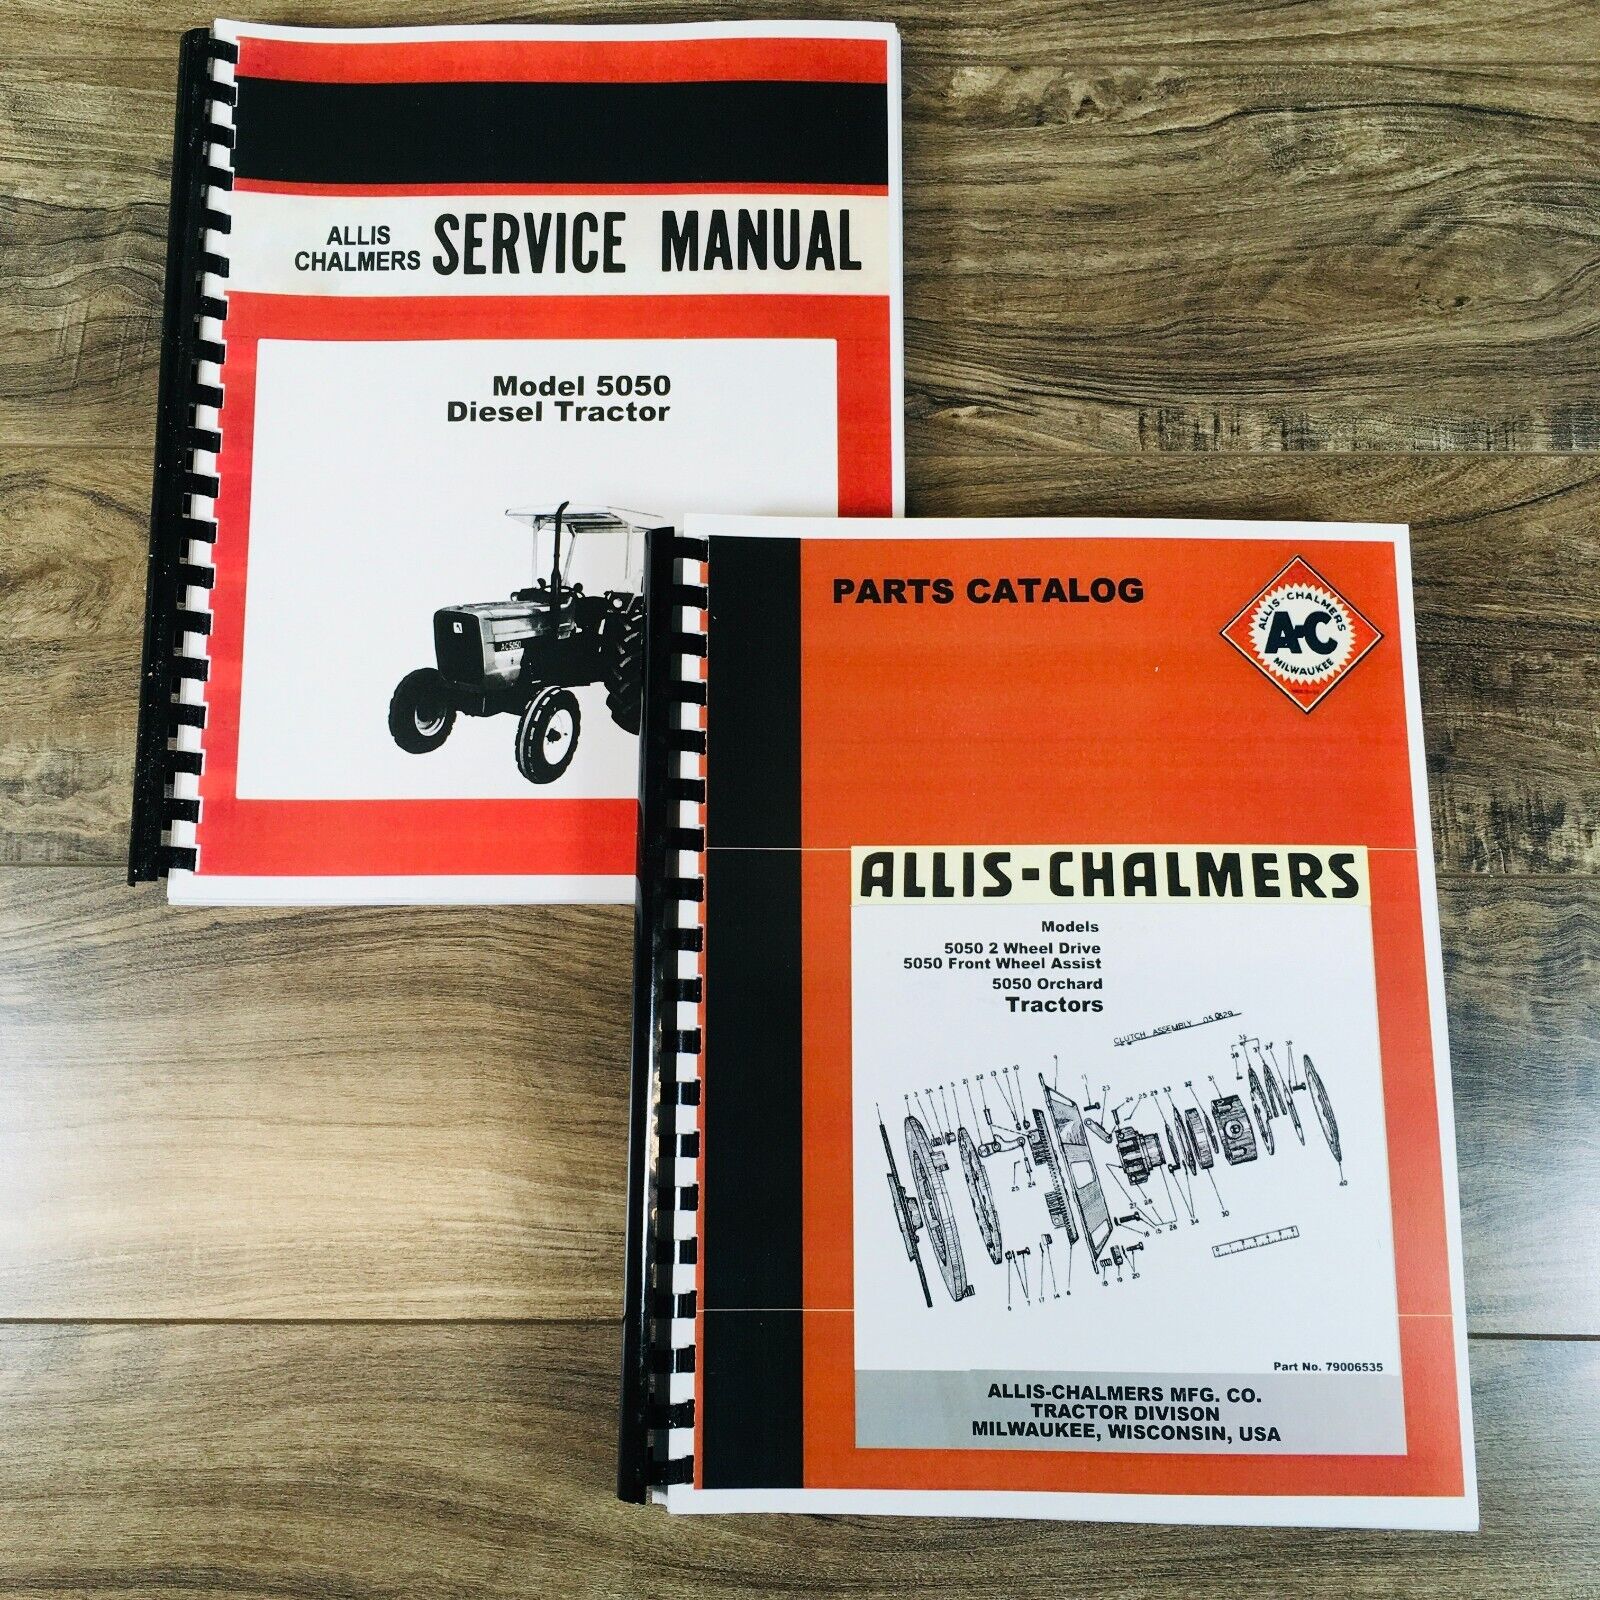 ALLIS
CHALMERS
SERVICE MANUAL
Model 5050
Diesel Tractor
A-C 5050
PARTS CATALOG
ALLIS-CHALMERS
A-C
MILWAUKEE
ALLIS-CHALMERS
Models
5050 2 Wheel Drive
5050 Front Wheel Assist
5050 Orchard
Tractors
CLUTCH ASSEMBLY
Part No. 79006535
ALLIS-CHALMERS MFG. CO.
TRACTOR DIVISON
MILWAUKEE, WISCONSIN, USA